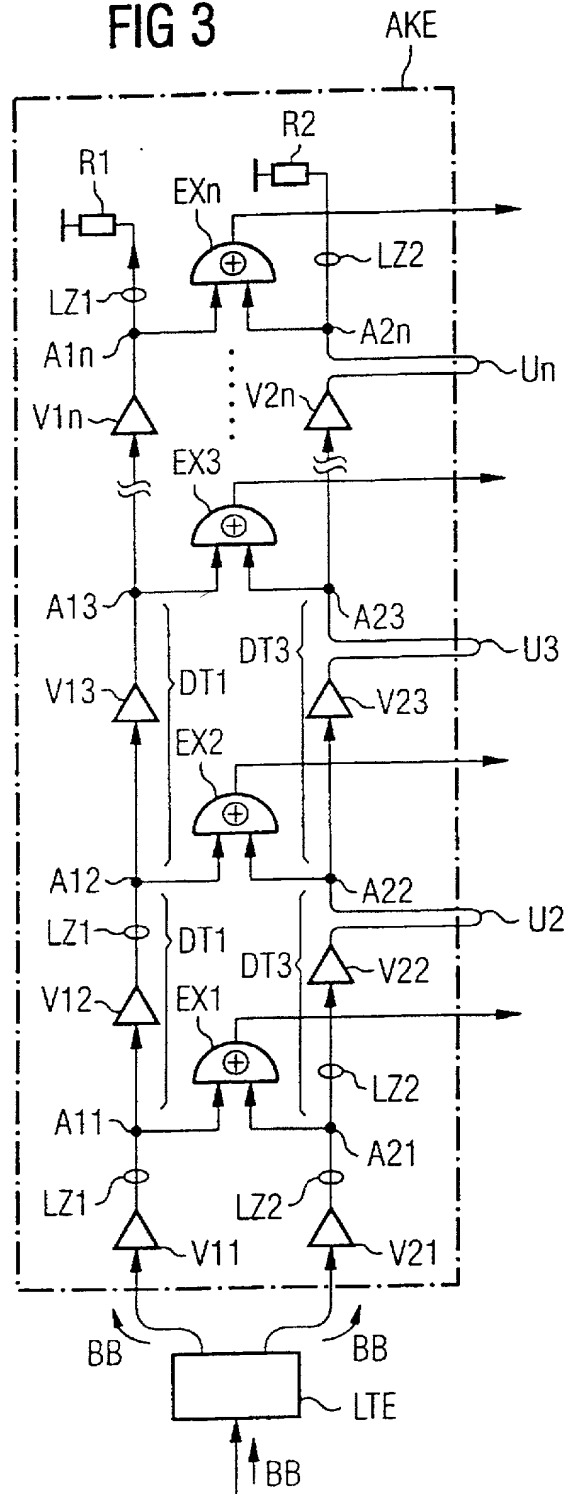 FIG 3
AKE
R1
R2
EXn
LZ1
LZ2
A1n
A2n
Un
V1n
V2n
EX3
A13
A23
U3
DT1
DT3
V13
V23
EX2
A12
A22
U2
LZ1
DT1
DT3
V22
V12
EX1
LZ2
A11
A21
LZ1
LZ2
V11
V21
BB
BB
LTE
BB